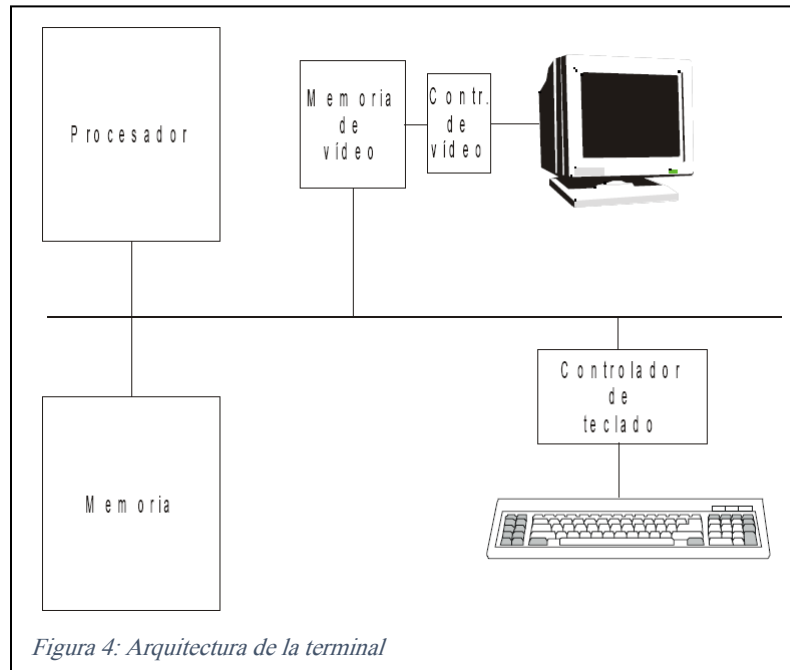 Procesador
Memoria
de
vídeo
Contr.
de
vídeo
Controlador
de
teclado
Memoria
Figura 4: Arquitectura de la terminal